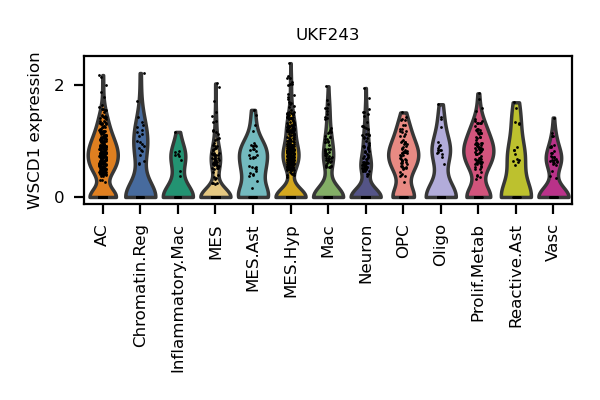 UKF243
WSCD1 expression
2
0
AC
Chromatin.Reg
Inflammatory.Mac
MES
MES.Ast
MES.Hyp
Mac
Neuron
OPC
Oligo
Prolif.Metab
Reactive.Ast
Vasc